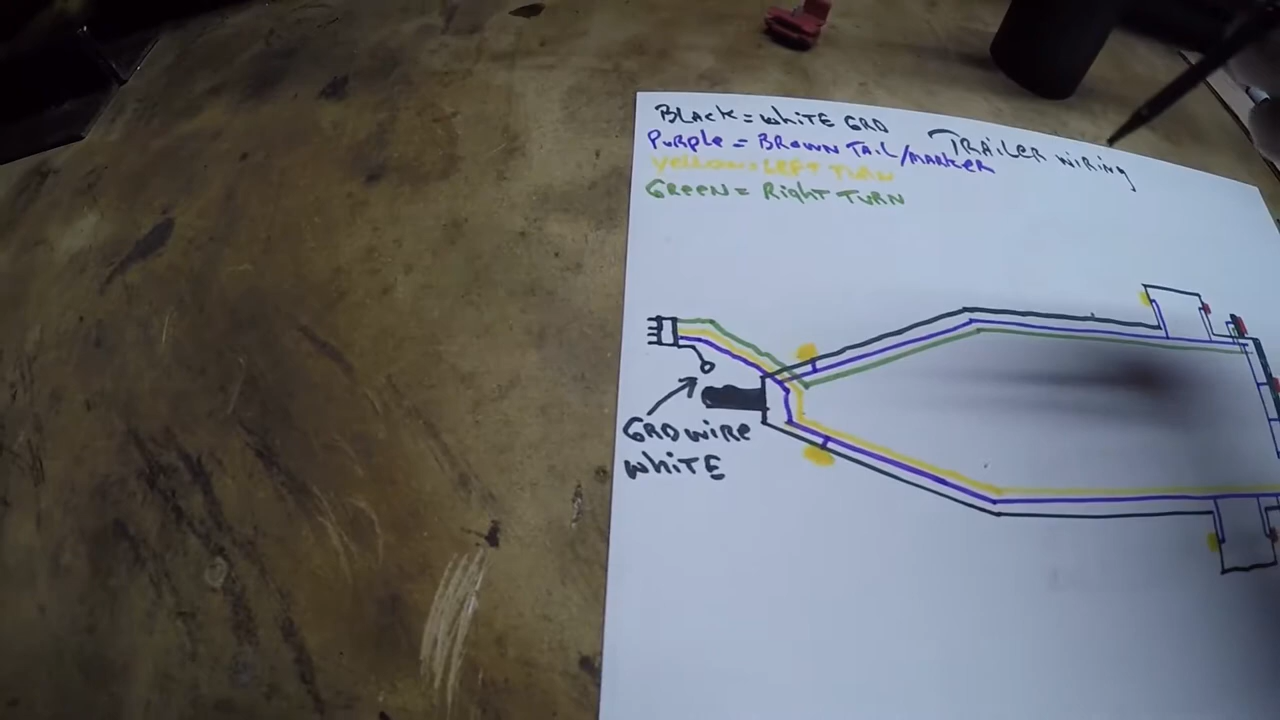 BLACK = WHITE GRD
PURPLE = BROWN TAIL/MARKER
YELLOW = LEFT TURN
GREEN = RIGHT TURN
TRAILER WIRING
GRD WIRE
WHITE